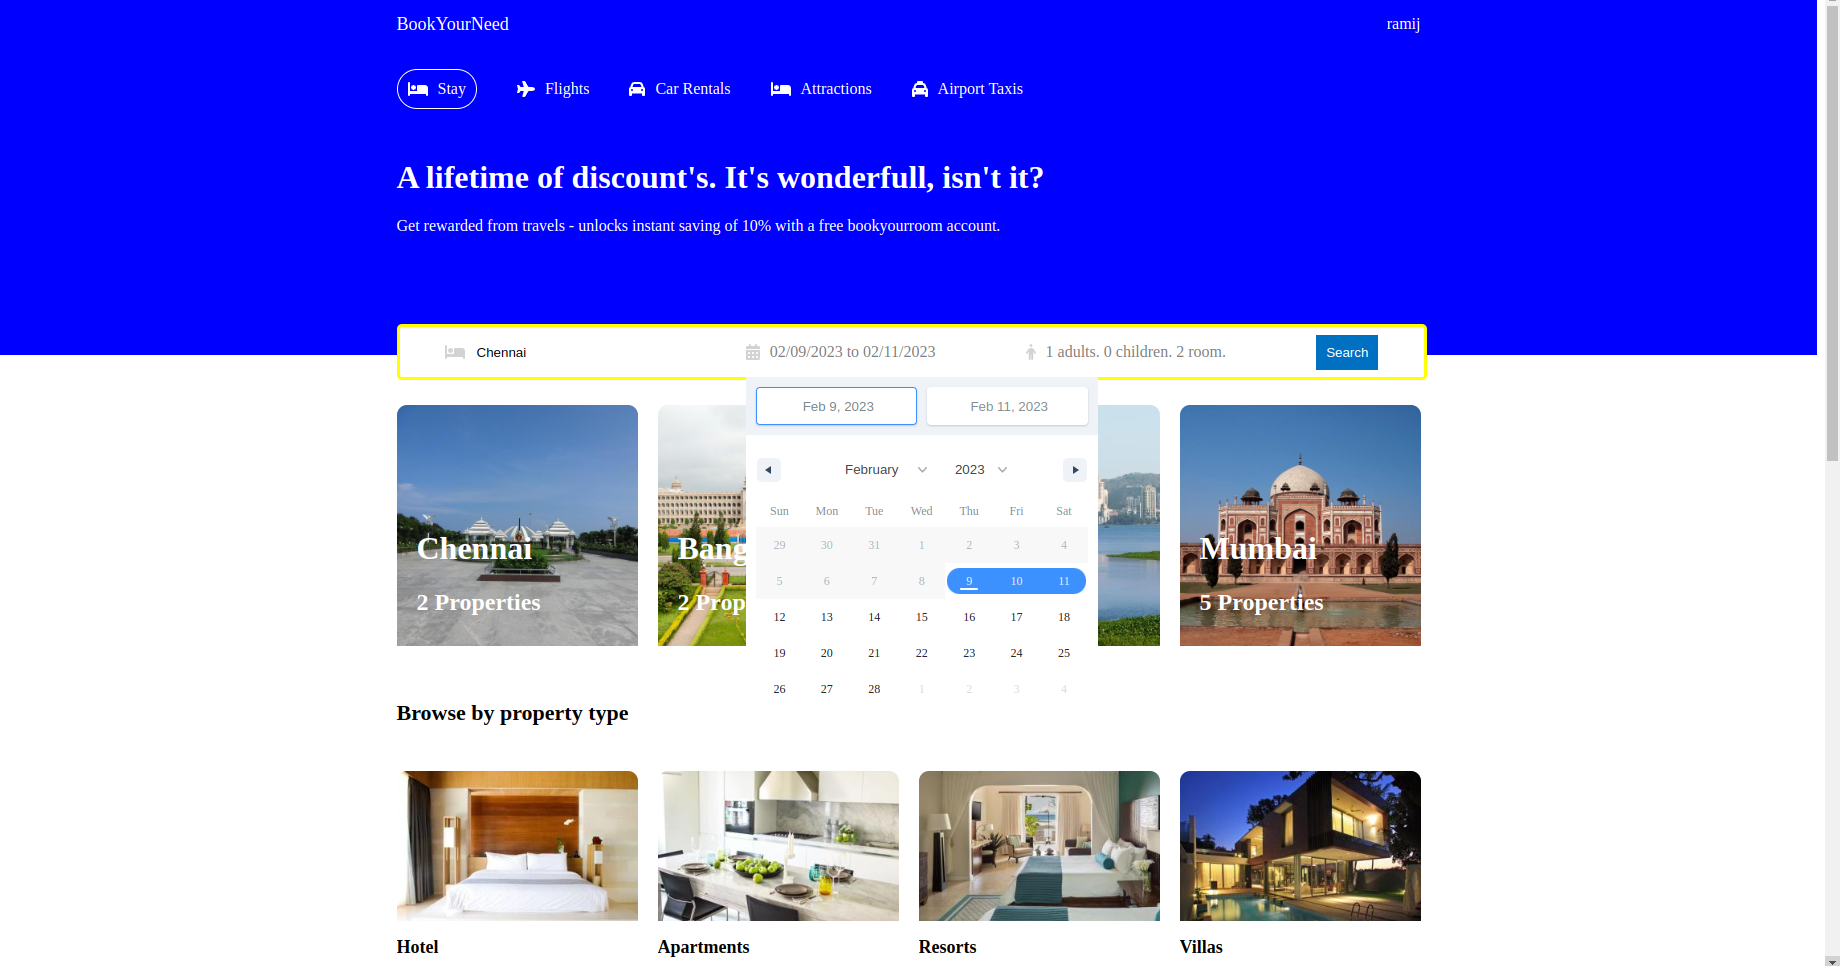 BookYourNeed ramij
Stay Flights Car Rentals Attractions Airport Taxis
A lifetime of discount's. It's wonderfull, isn't it?
Get rewarded from travels - unlocks instant saving of 10% with a free bookyourroom account.
Chennai 02/09/2023 to 02/11/2023 1 adults. 0 children. 2 room. Search
Feb 9, 2023 Feb 11, 2023
February 2023
Sun Mon Tue Wed Thu Fri Sat
29 30 31 1 2 3 4
5 6 7 8 9 10 11
12 13 14 15 16 17 18
19 20 21 22 23 24 25
26 27 28 1 2 3 4
Chennai
2 Properties
Bang
2 Prop
Mumbai
5 Properties
Browse by property type
Hotel Apartments Resorts Villas